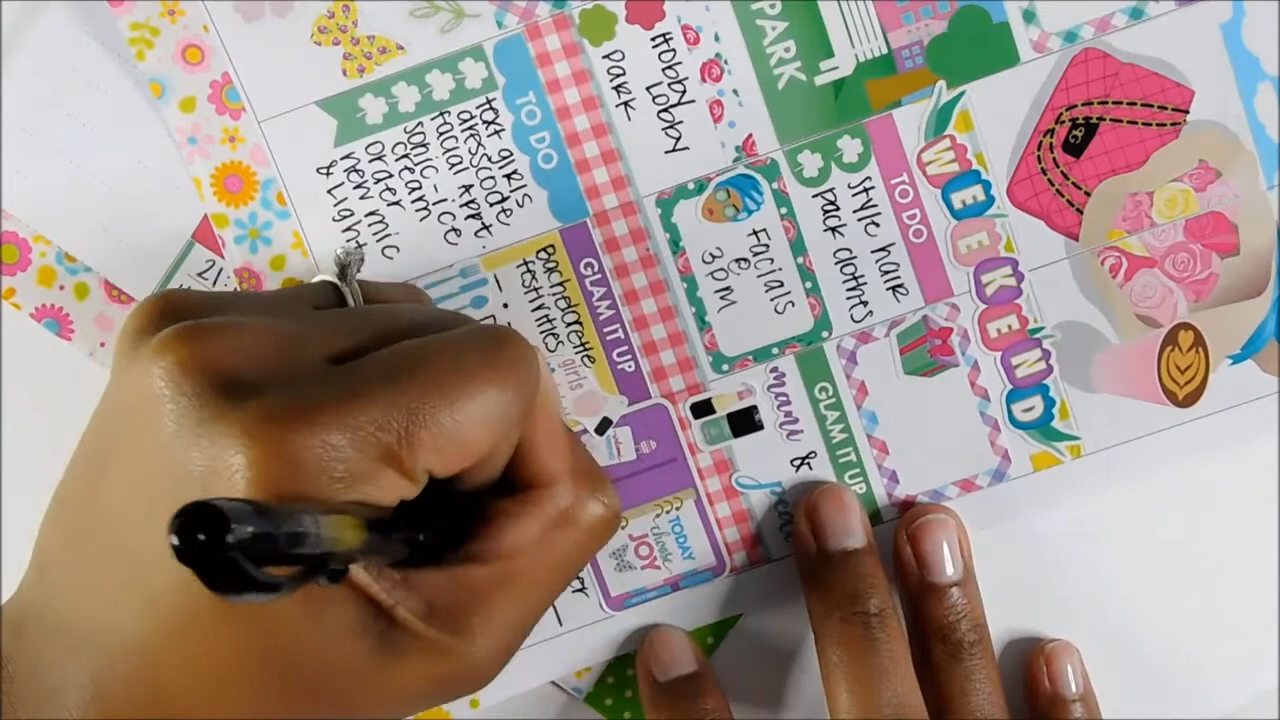 PARK
Hobby
Lobby
park
TO DO
text girls
dresscode
facial appt.
sonic-ice
cream
order
new mic
& light
21
TO DO
style hair
pack clothes
WEEKEND
Facials
@
3PM
GLAM IT UP
Bachelorette
festivities
girls
GLAM IT UP
mani
&
TODAY
choose
JOY